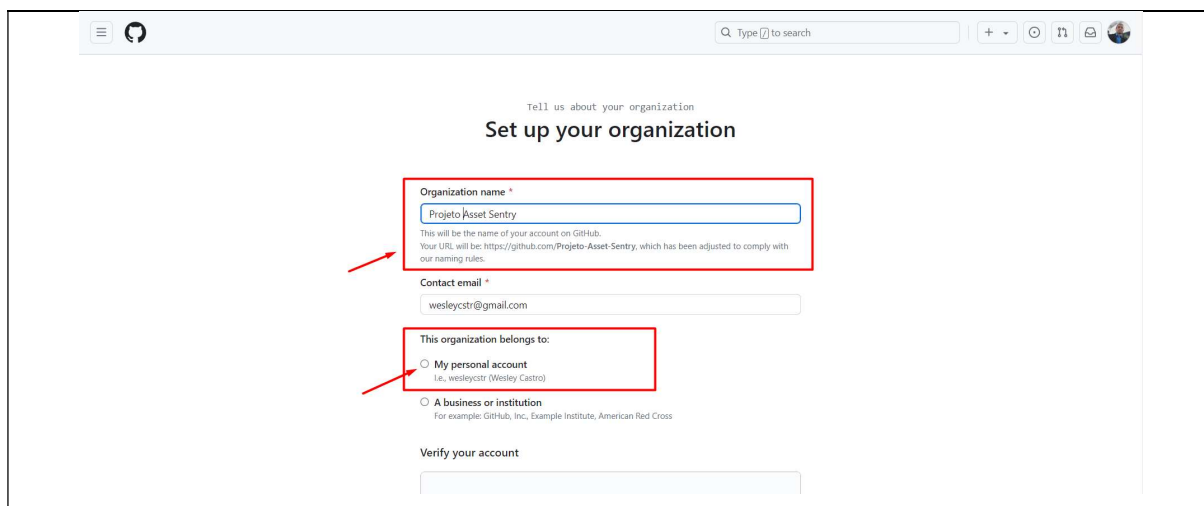 Type / to search
Tell us about your organization
Set up your organization
Organization name *
Projeto Asset Sentry
This will be the name of your account on GitHub.
Your URL will be: https://github.com/Projeto-Asset-Sentry, which has been adjusted to comply with
our naming rules.
Contact email *
wesleycstr@gmail.com
This organization belongs to:
My personal account
I.e., wesleycstr (Wesley Castro)
A business or institution
For example: GitHub, Inc., Example Institute, American Red Cross
Verify your account